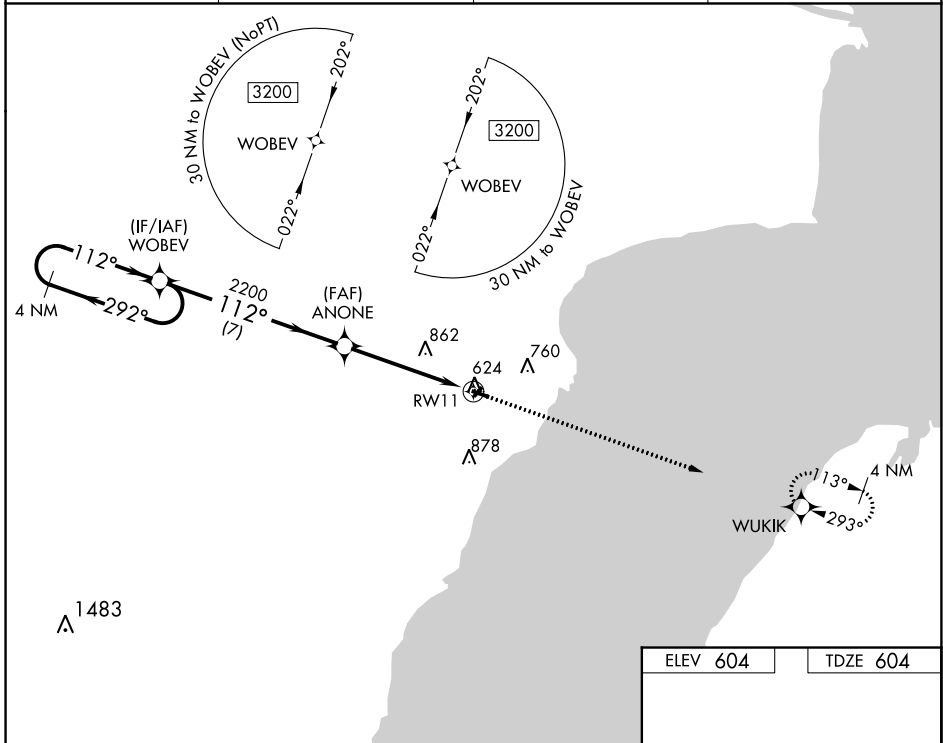 30 NM to WOBEV (NoPT)
3200
202°
WOBEV
022°
202°
3200
WOBEV
022°
30 NM to WOBEV
(IF/IAF)
WOBEV
112°
292°
4 NM
2200
112°
(7)
(FAF)
ANONE
862
760
624
RW11
878
113°
4 NM
293°
WUKIK
1483
ELEV 604
TDZE 604